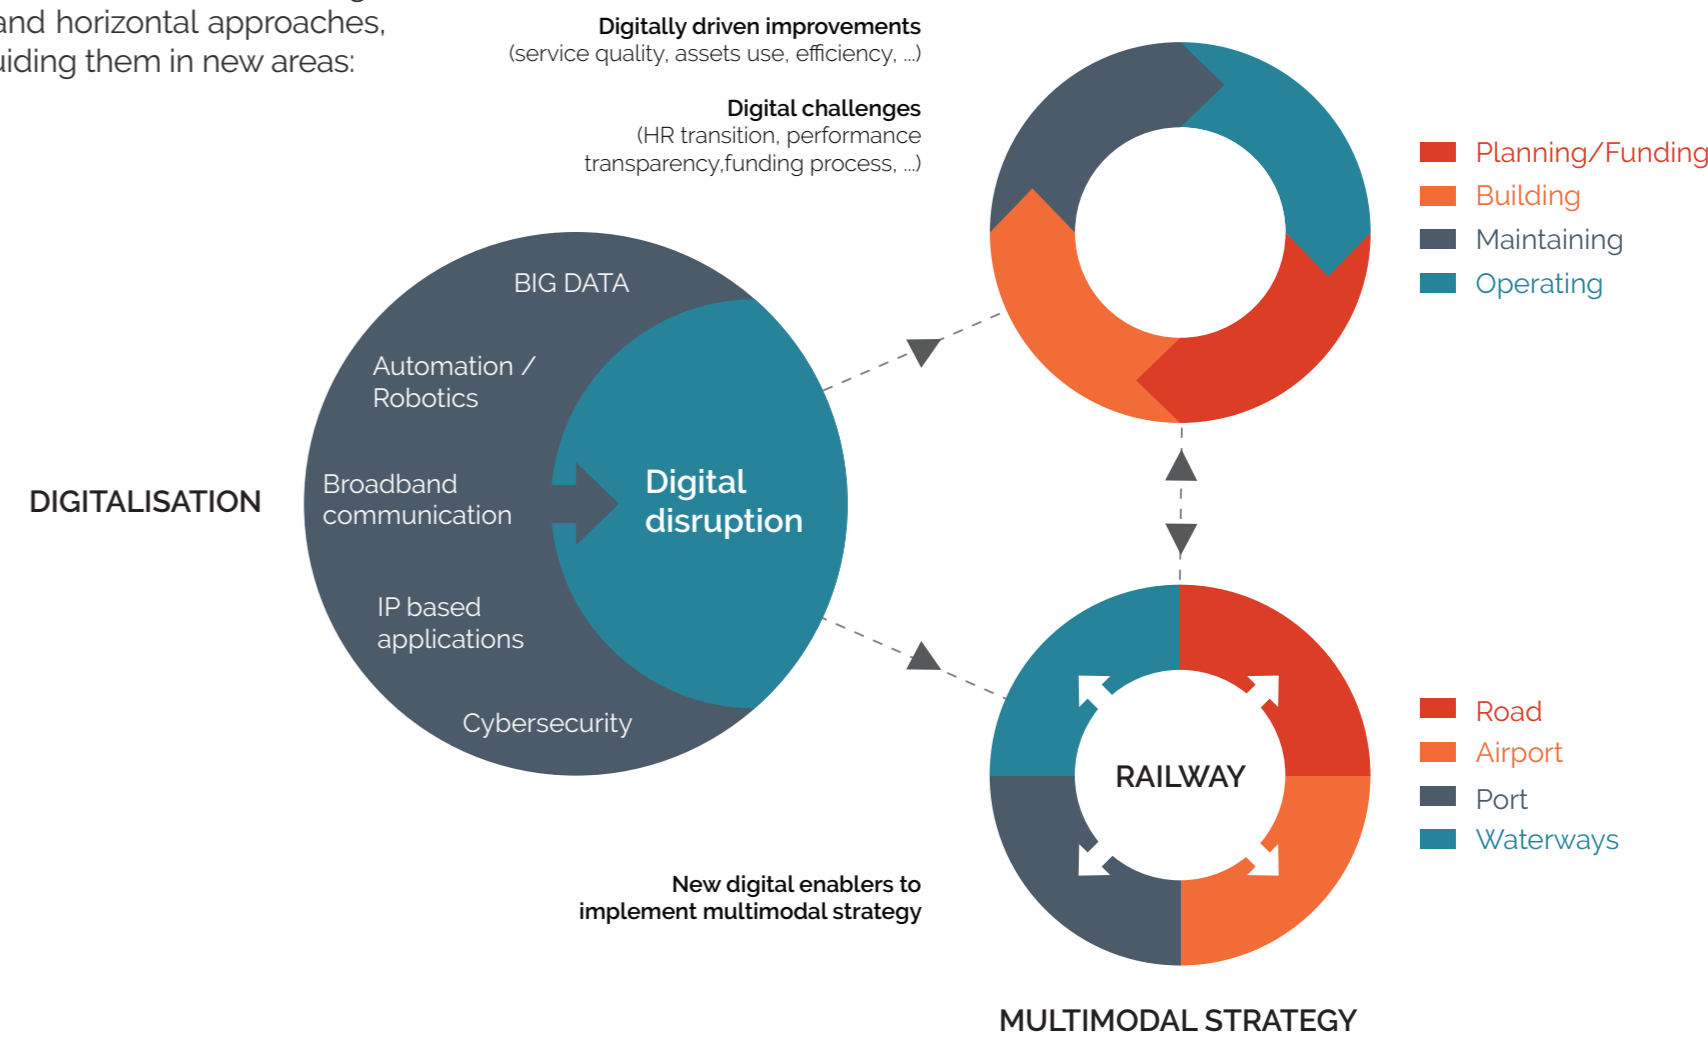 and horizontal approaches,
uiding them in new areas:
Digitally driven improvements
(service quality, assets use, efficiency, ...)
Digital challenges
(HR transition, performance
transparency,funding process, ...)
Planning/Funding
Building
Maintaining
Operating
DIGITALISATION
BIG DATA
Automation /
Robotics
Broadband
communication
IP based
applications
Cybersecurity
Digital
disruption
RAILWAY
Road
Airport
Port
Waterways
New digital enablers to
implement multimodal strategy
MULTIMODAL STRATEGY